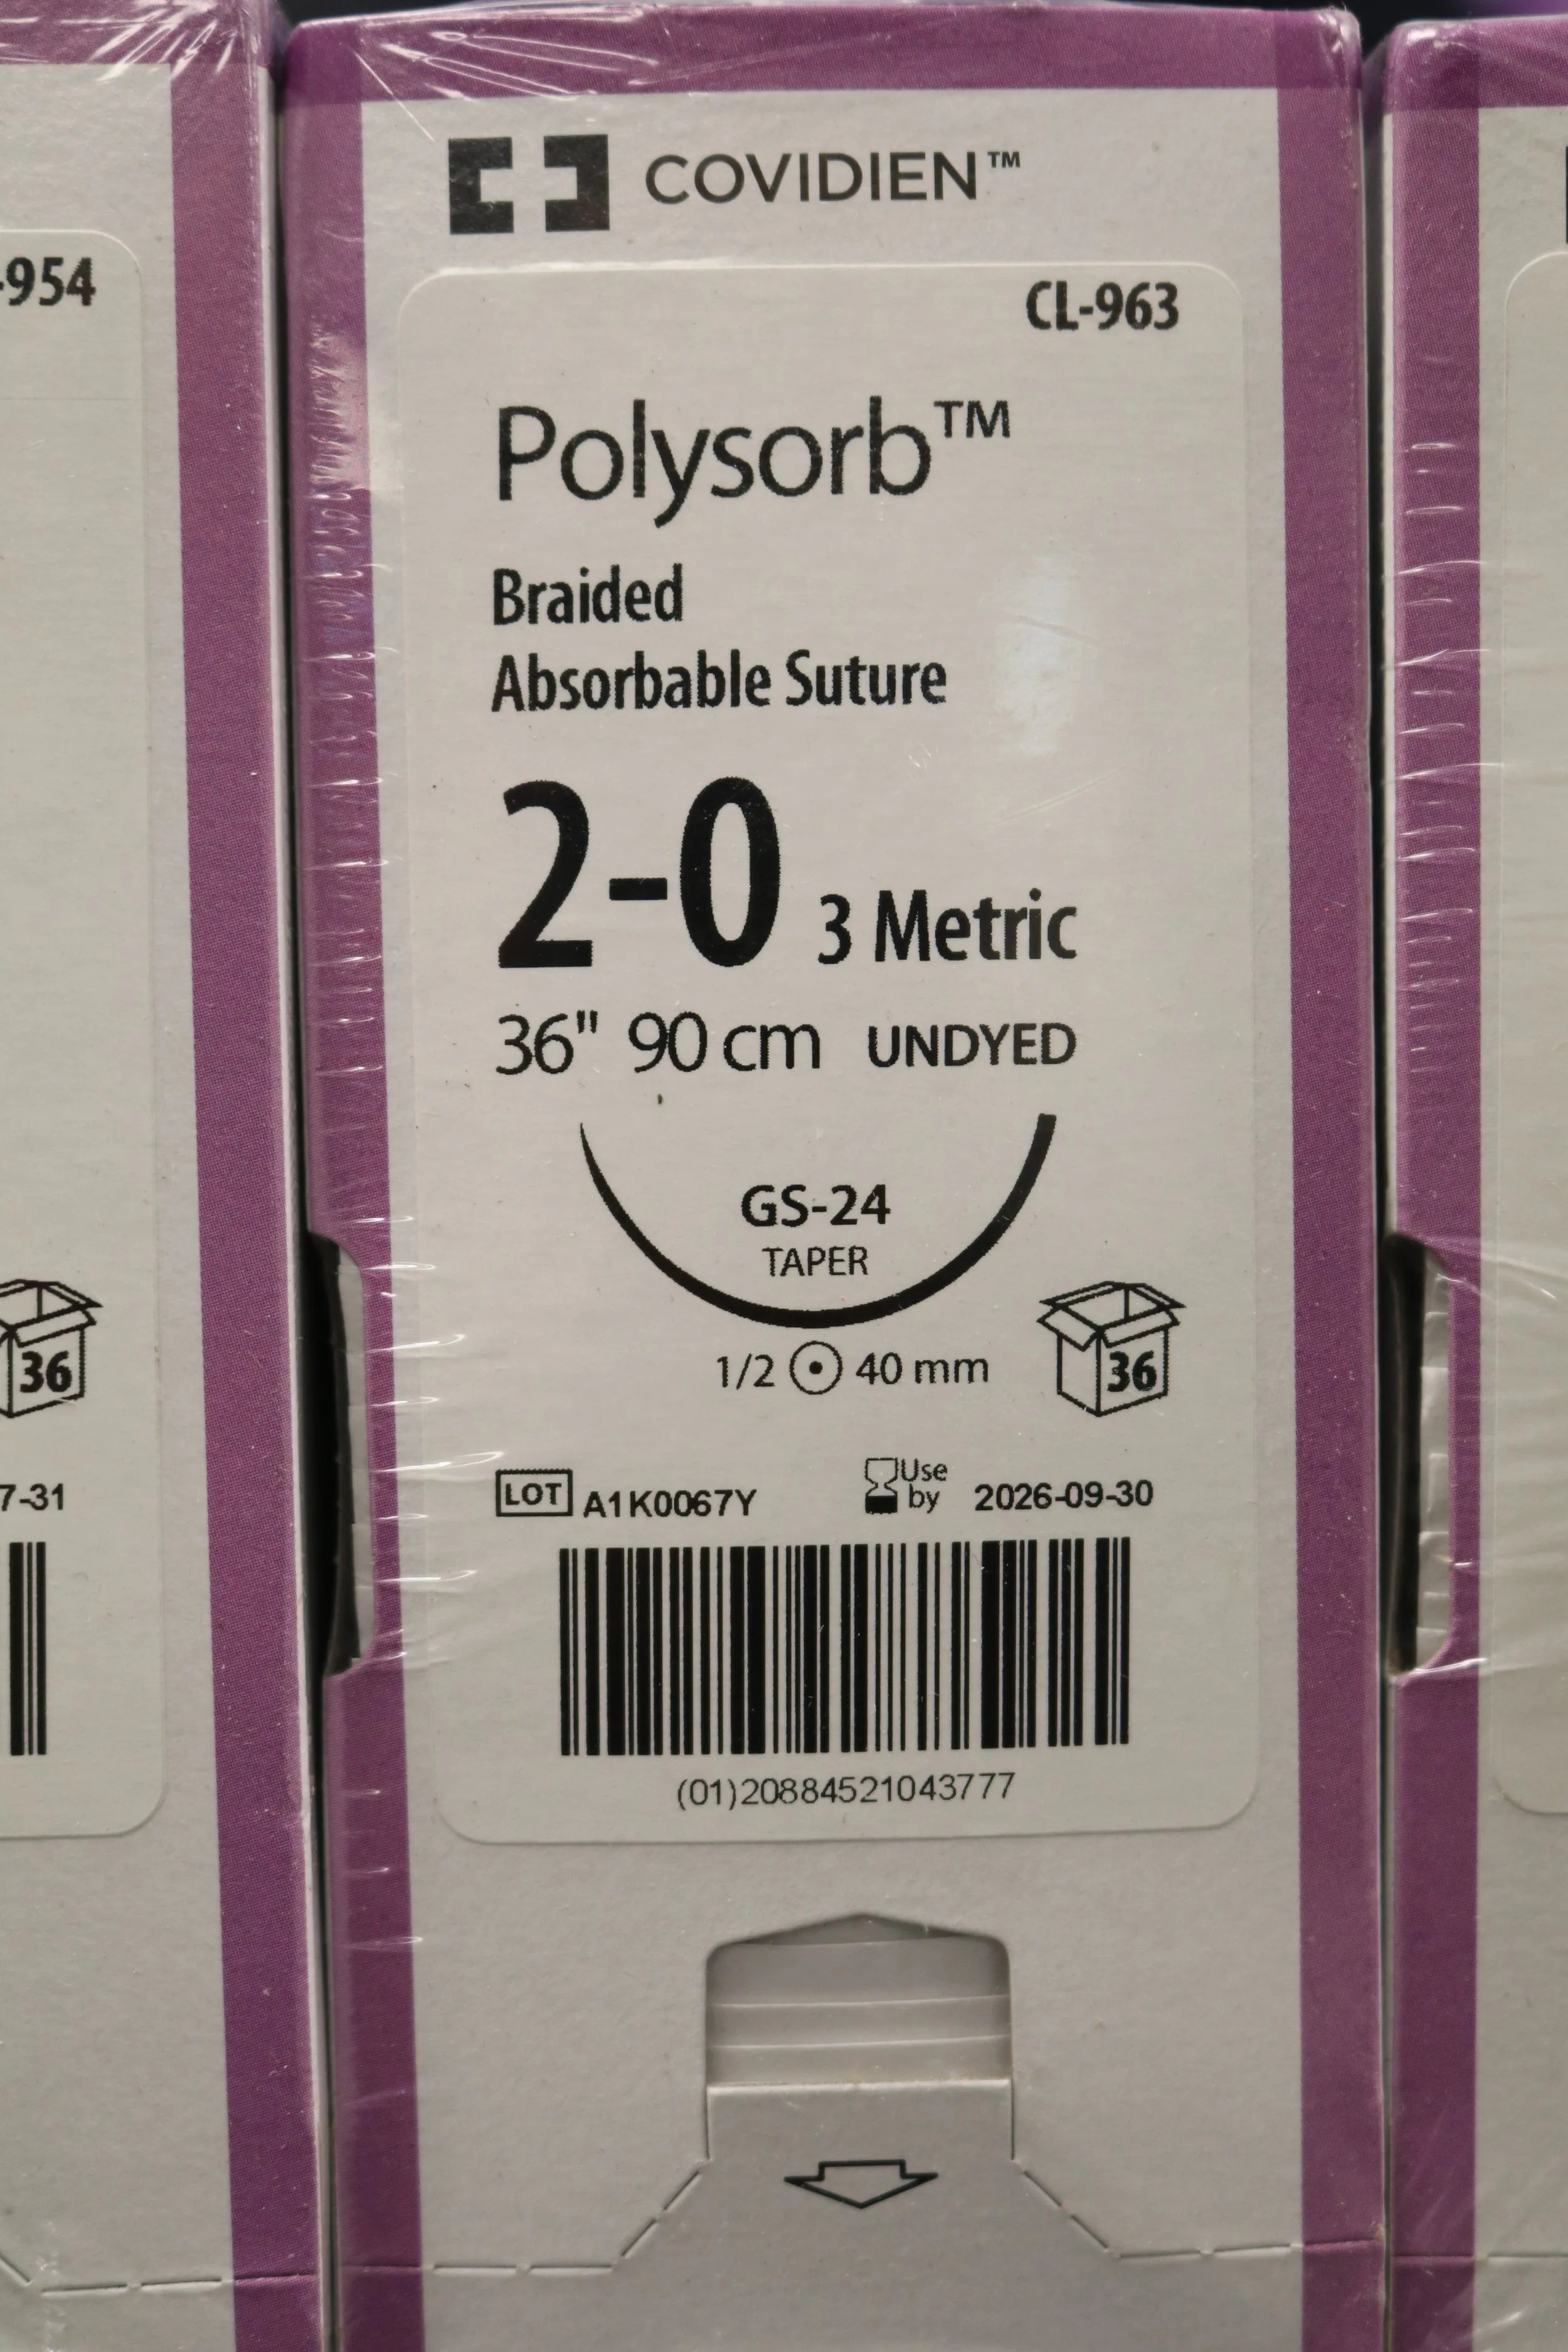 COVIDIEN™
-954
CL-963
Polysorb™
Braided
Absorbable Suture
2-0 3 Metric
36" 90 cm UNDYED
GS-24
TAPER
1/2 40 mm
36
36
LOT A1K0067Y
Use
by 2026-09-30
7-31
(01)20884521043777